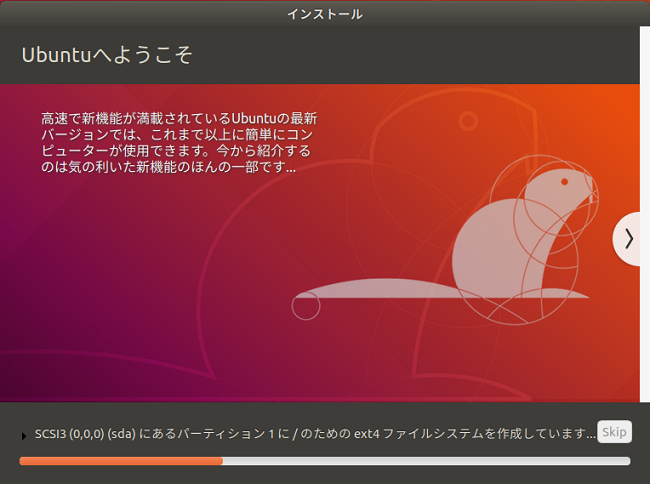 インストール
Ubuntuへようこそ
高速で新機能が満載されているUbuntuの最新
バージョンでは、これまで以上に簡単にコン
ピューターが使用できます。今から紹介する
のは気の利いた新機能のほんの一部です...
SCSI3 (0,0,0) (sda) にあるパーティション 1 に / のための ext4 ファイルシステムを作成しています...
Skip